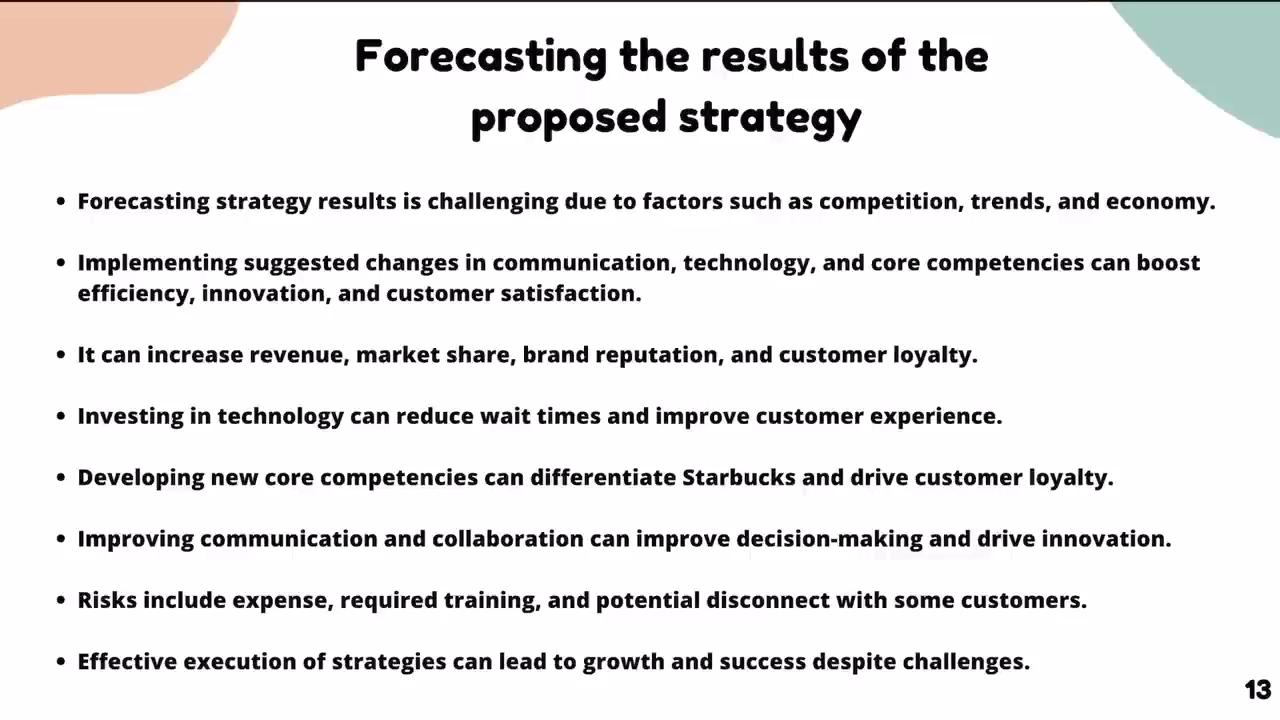 Forecasting the results of the
proposed strategy
• Forecasting strategy results is challenging due to factors such as competition, trends, and economy.
• Implementing suggested changes in communication, technology, and core competencies can boost
efficiency, innovation, and customer satisfaction.
• It can increase revenue, market share, brand reputation, and customer loyalty.
• Investing in technology can reduce wait times and improve customer experience.
• Developing new core competencies can differentiate Starbucks and drive customer loyalty.
• Improving communication and collaboration can improve decision-making and drive innovation.
• Risks include expense, required training, and potential disconnect with some customers.
• Effective execution of strategies can lead to growth and success despite challenges.
13